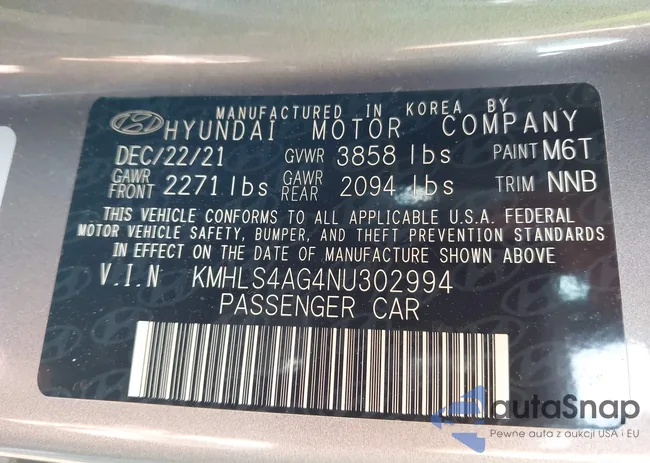 MANUFACTURED IN KOREA BY
HYUNDAI MOTOR COMPANY
DEC/22/21 GVWR 3858 lbs PAINT M6T
GAWR FRONT 2271 lbs GAWR REAR 2094 lbs TRIM NNB
THIS VEHICLE CONFORMS TO ALL APPLICABLE U.S.A. FEDERAL
MOTOR VEHICLE SAFETY, BUMPER, AND THEFT PREVENTION STANDARDS
IN EFFECT ON THE DATE OF MANUFACTURE SHOWN ABOVE
V.I.N KMHLS4AG4NU302994
PASSENGER CAR
autaSnap
Pewne auta z aukcji USA i EU